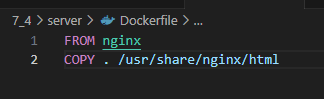 7_4 > server > Dockerfile > ...
1 FROM nginx
2 COPY . /usr/share/nginx/html